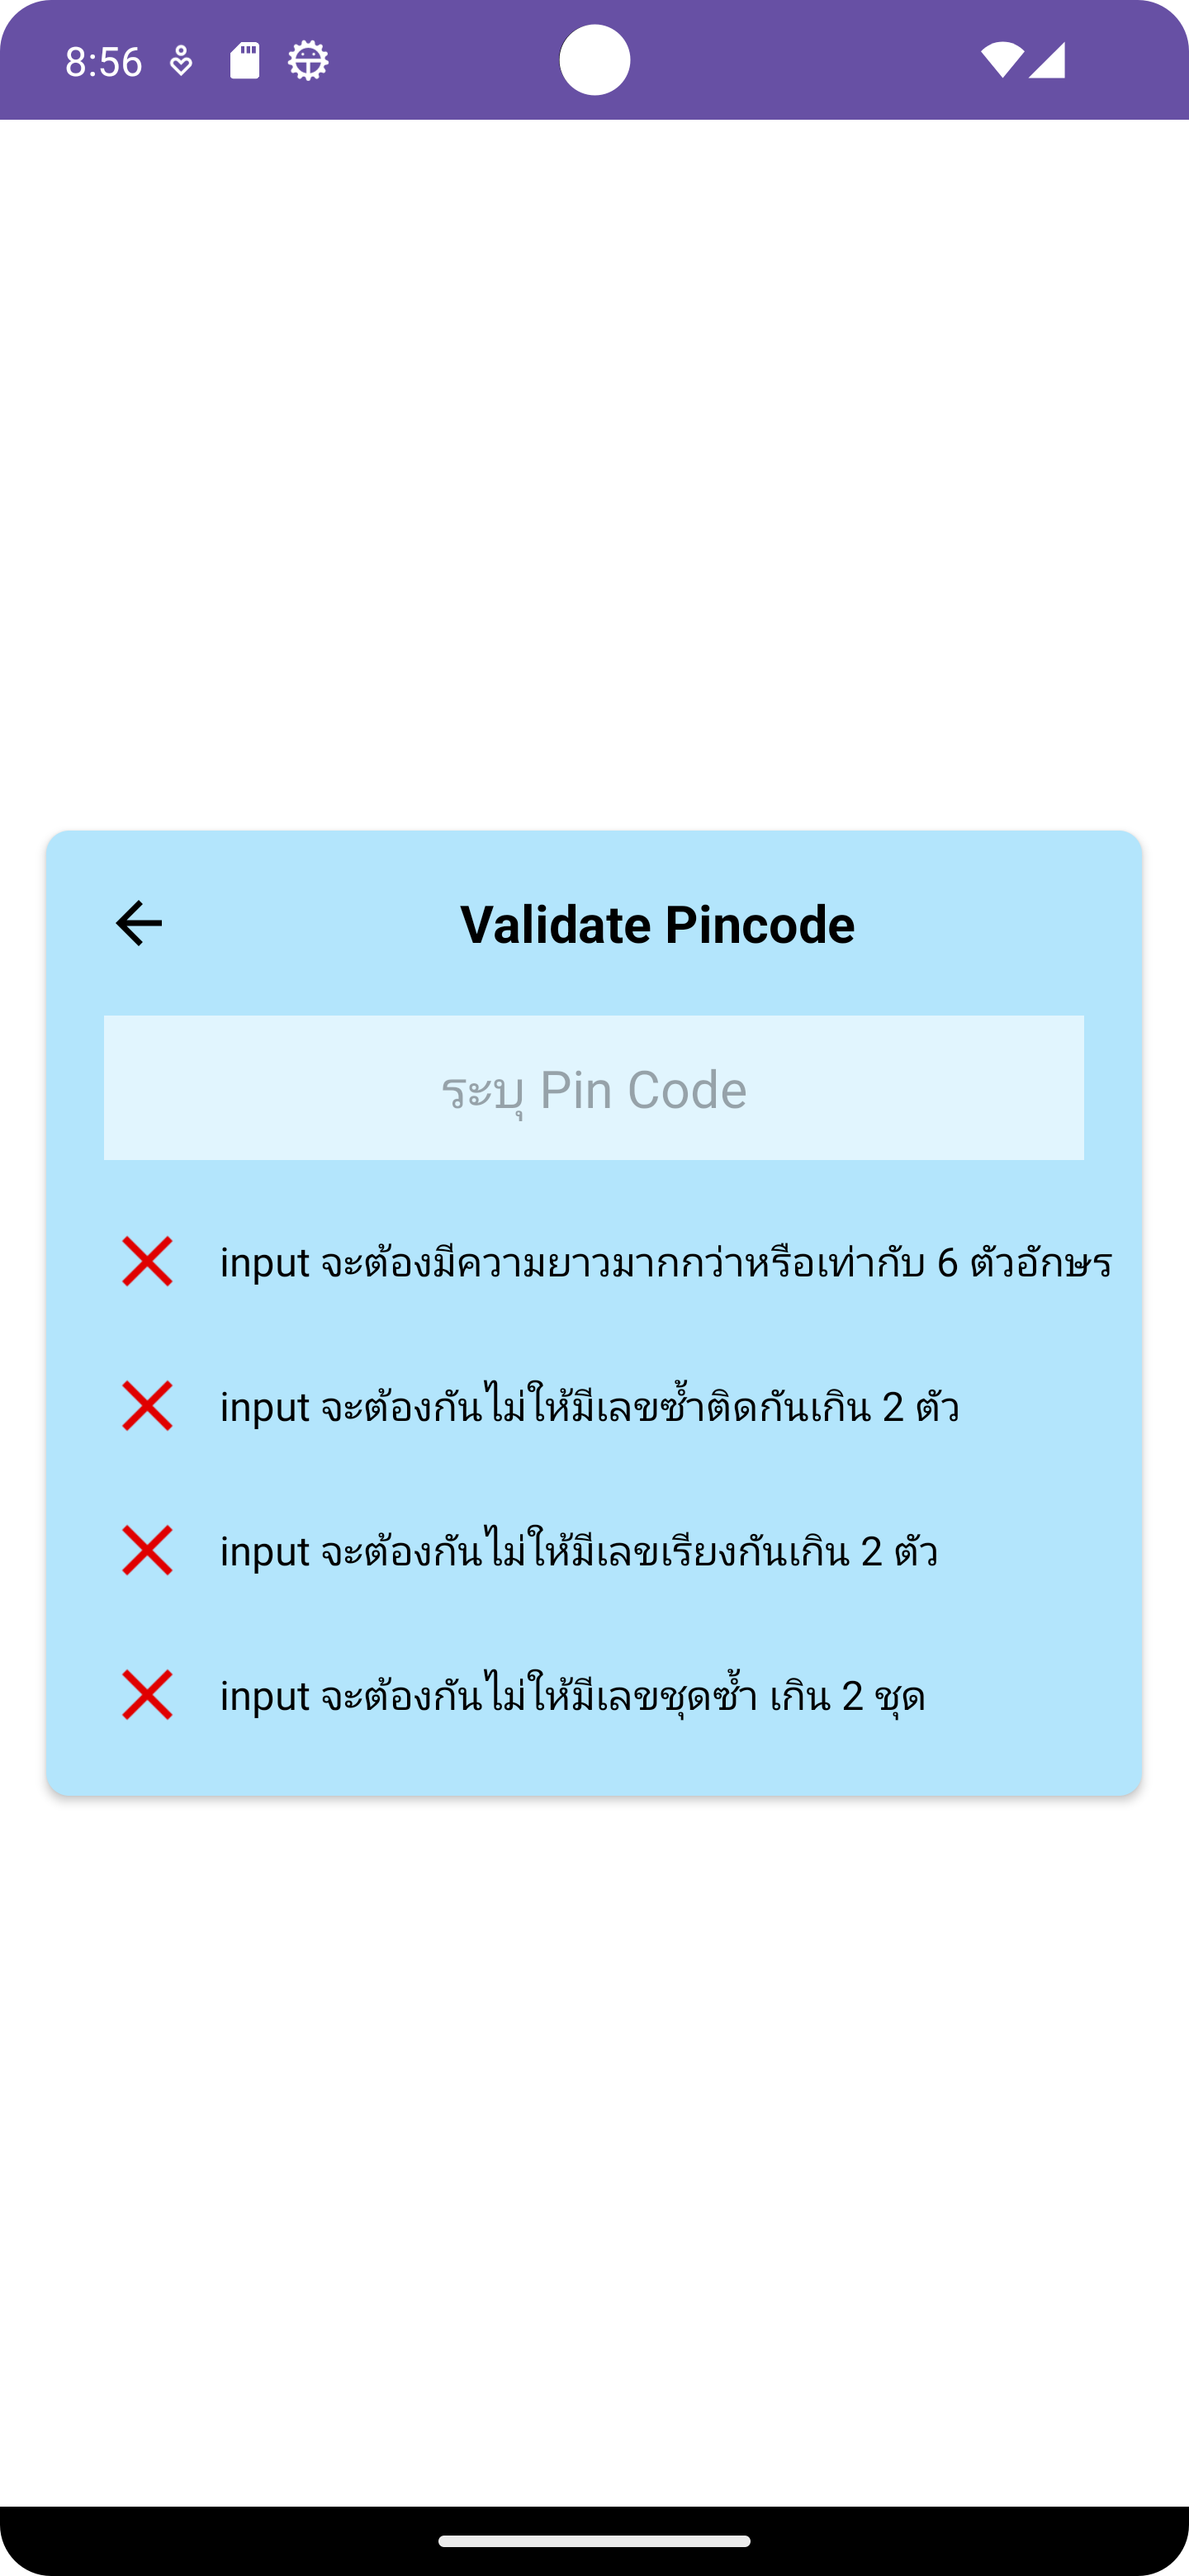 8:56
Validate Pincode
ระบุ Pin Code
input จะต้องมีความยาวมากกว่าหรือเท่ากับ 6 ตัวอักษร
input จะต้องกันไม่ให้มีเลขซ้ำติดกันเกิน 2 ตัว
input จะต้องกันไม่ให้มีเลขเรียงกันเกิน 2 ตัว
input จะต้องกันไม่ให้มีเลขชุดซ้ำ เกิน 2 ชุด